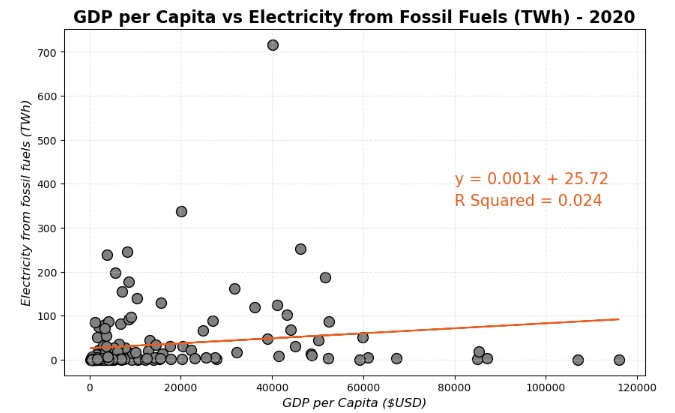 GDP per Capita vs Electricity from Fossil Fuels (TWh) - 2020
Electricity from fossil fuels (TWh)
700
600
500
400
300
200
100
0
y = 0.001x + 25.72
R Squared = 0.024
0 20000 40000 60000 80000 100000 120000
GDP per Capita ($USD)